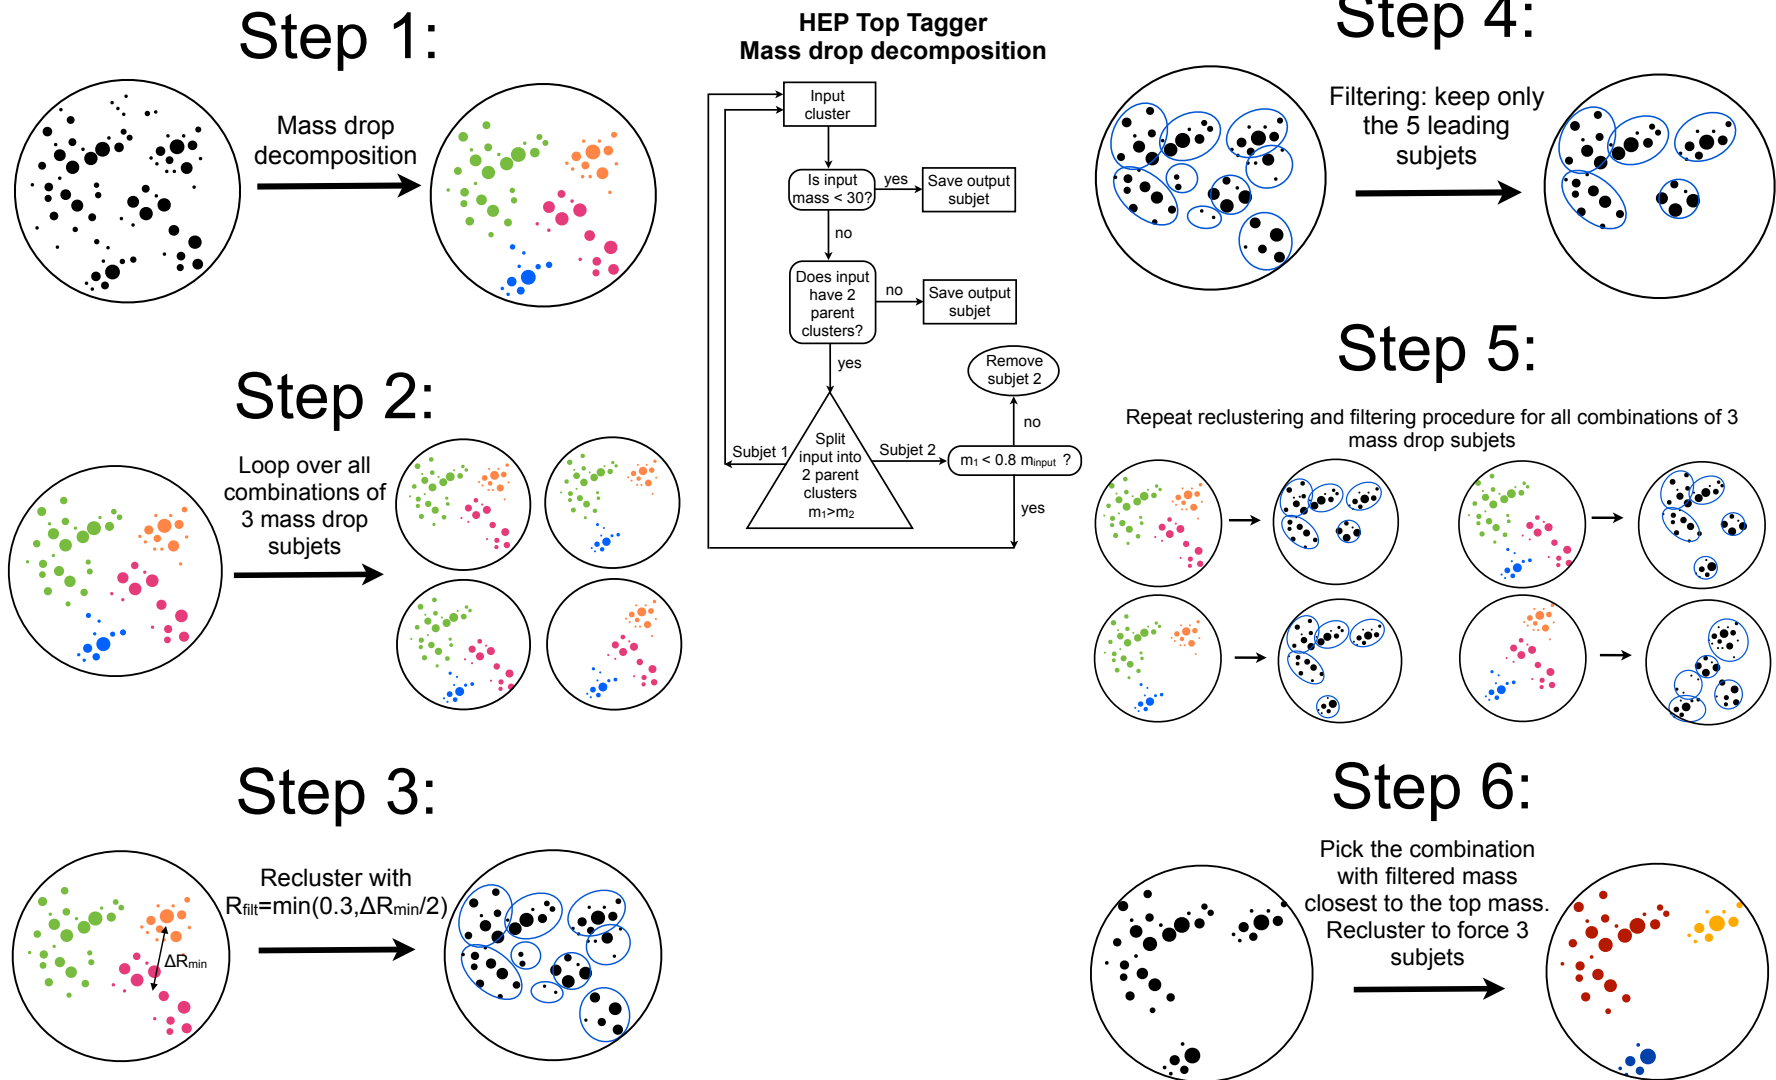 Step 1:
Mass drop
decomposition
Step 2:
Loop over all
combinations of
3 mass drop
subjets
Step 3:
Recluster with
R_filt=min(0.3,ΔR_min/2)
ΔR_min
HEP Top Tagger
Mass drop decomposition
Input
cluster
Is input
mass < 30?
yes
Save output
subjet
no
Does input
have 2
parent
clusters?
no
Save output
subjet
yes
Remove
subjet 2
no
Subjet 1
Split
input into
2 parent
clusters
m₁>m₂
Subjet 2
m₁ < 0.8 m_input ?
yes
Step 4:
Filtering: keep only
the 5 leading
subjets
Step 5:
Repeat reclustering and filtering procedure for all combinations of 3
mass drop subjets
Step 6:
Pick the combination
with filtered mass
closest to the top mass.
Recluster to force 3
subjets